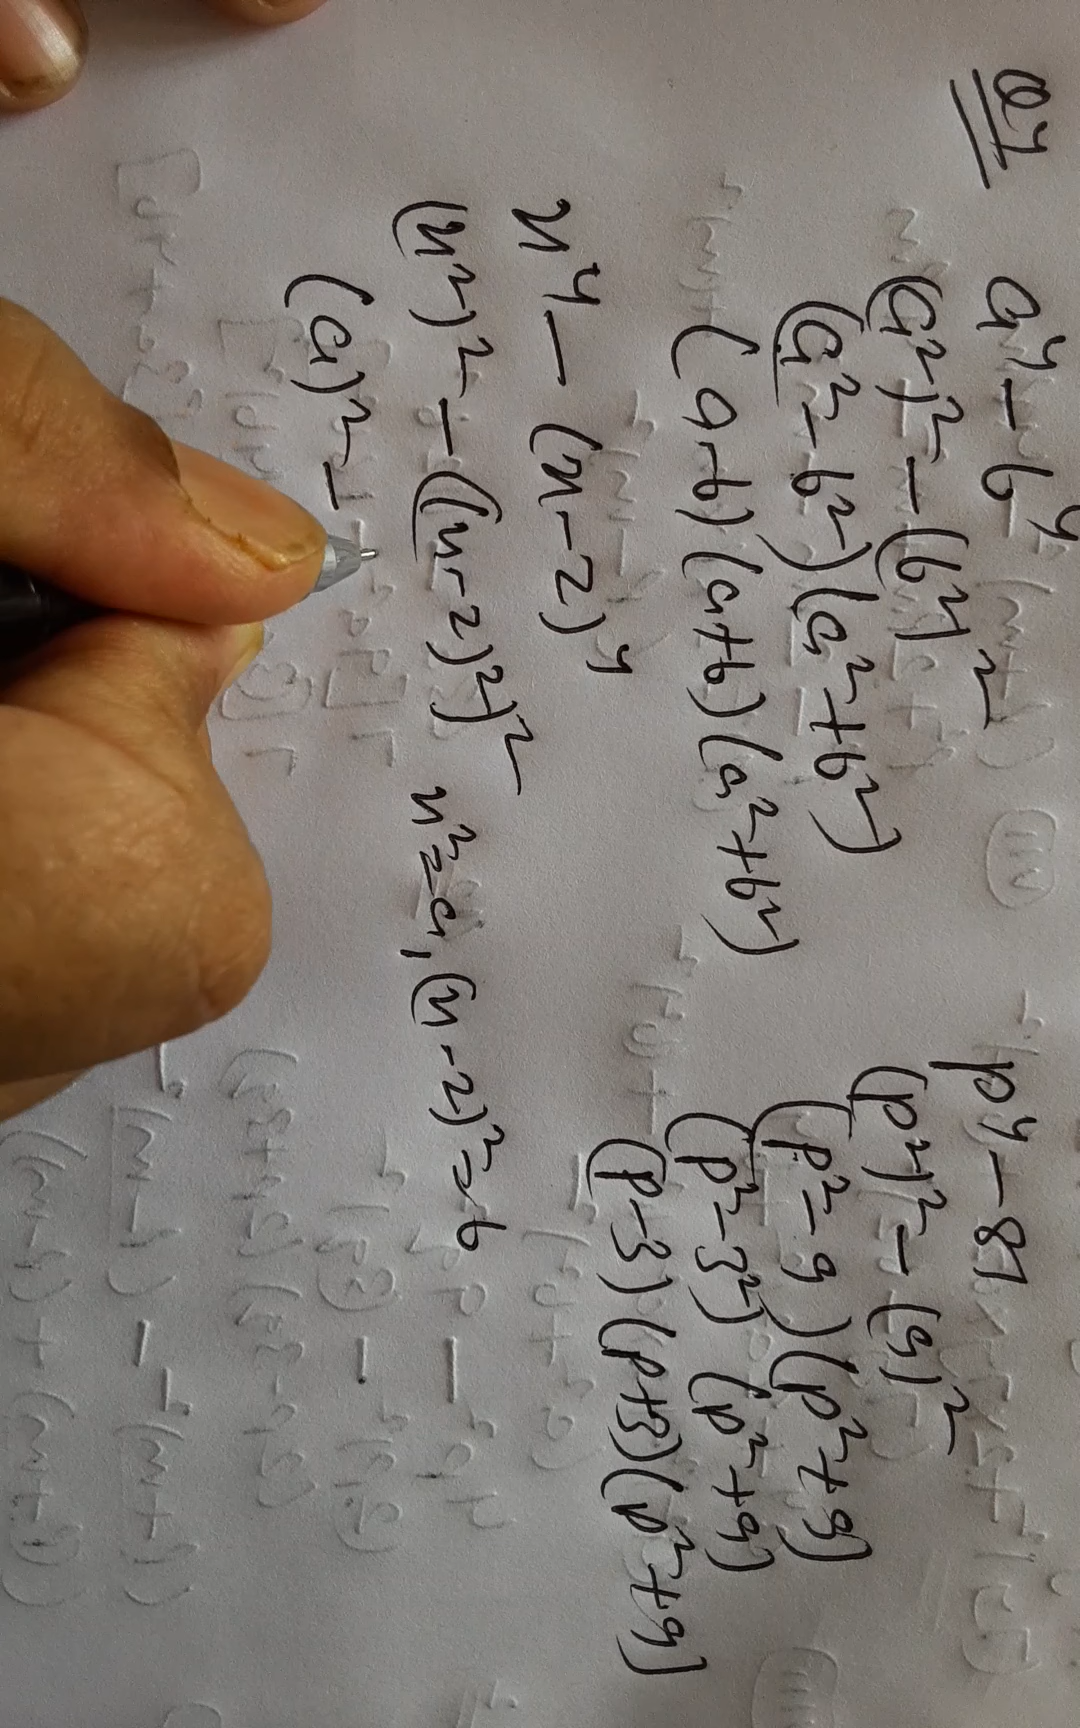 Q4
a⁴ - b⁴
(a²)² - (b²)²
(a² - b²)(a² + b²)
(a-b)(a+b)(a²+b²)
p⁴ - 81
(p²)² - (9)²
(p² - 9)(p² + 9)
(p² - 3²)(p² + 9)
(p-3)(p+3)(p²+9)
x⁴ - (x-2)⁴
(x²)² - ((x-2)²)² x² = a, (x-2)² = b
(a)² -